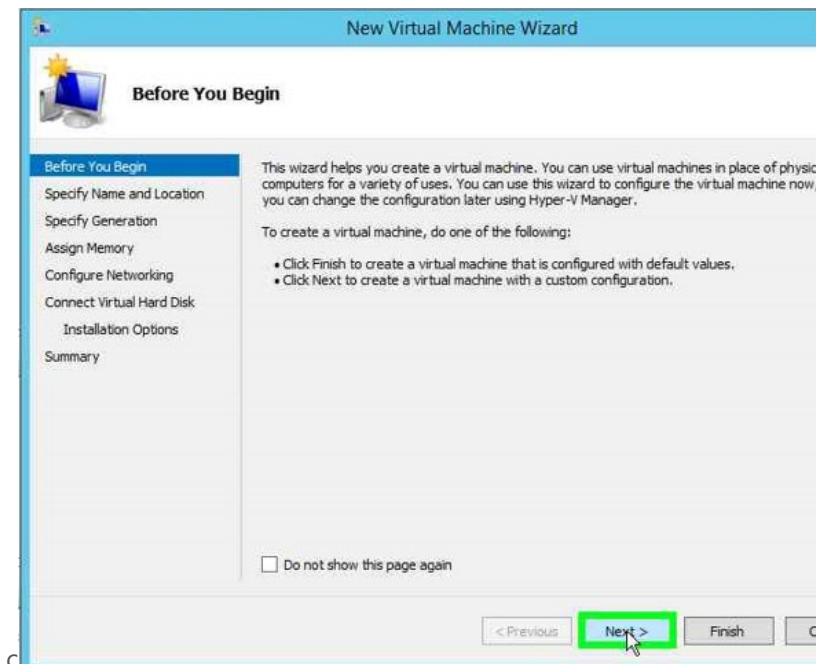 New Virtual Machine Wizard
Before You Begin
Before You Begin
Specify Name and Location
Specify Generation
Assign Memory
Configure Networking
Connect Virtual Hard Disk
Installation Options
Summary
This wizard helps you create a virtual machine. You can use virtual machines in place of physic
computers for a variety of uses. You can use this wizard to configure the virtual machine now,
you can change the configuration later using Hyper-V Manager.
To create a virtual machine, do one of the following:
• Click Finish to create a virtual machine that is configured with default values.
• Click Next to create a virtual machine with a custom configuration.
Do not show this page again
< Previous
Next >
Finish
C